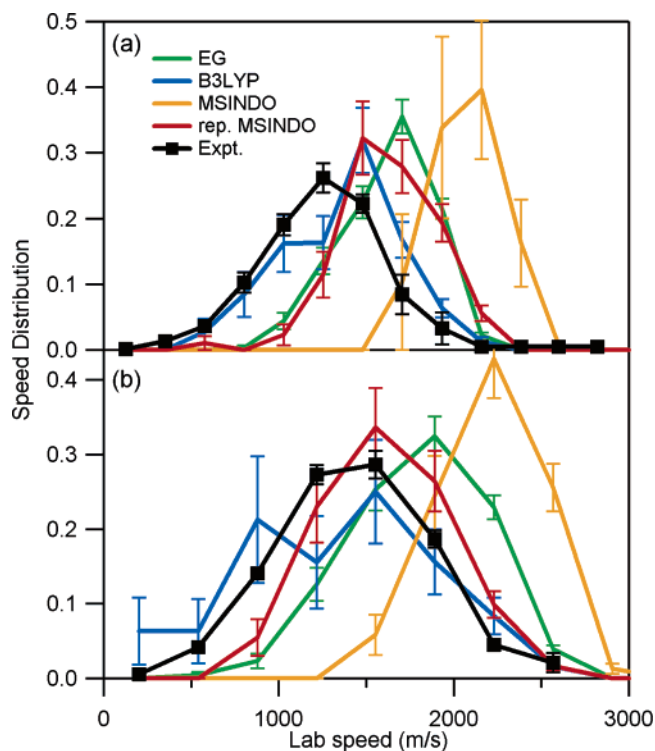 0.5
(a)
EG
B3LYP
MSINDO
rep. MSINDO
Expt.
0.4
0.3
0.2
0.1
0.0
Speed Distribution
(b)
0.4
0.3
0.2
0.1
0.0
0 1000 2000 3000
Lab speed (m/s)